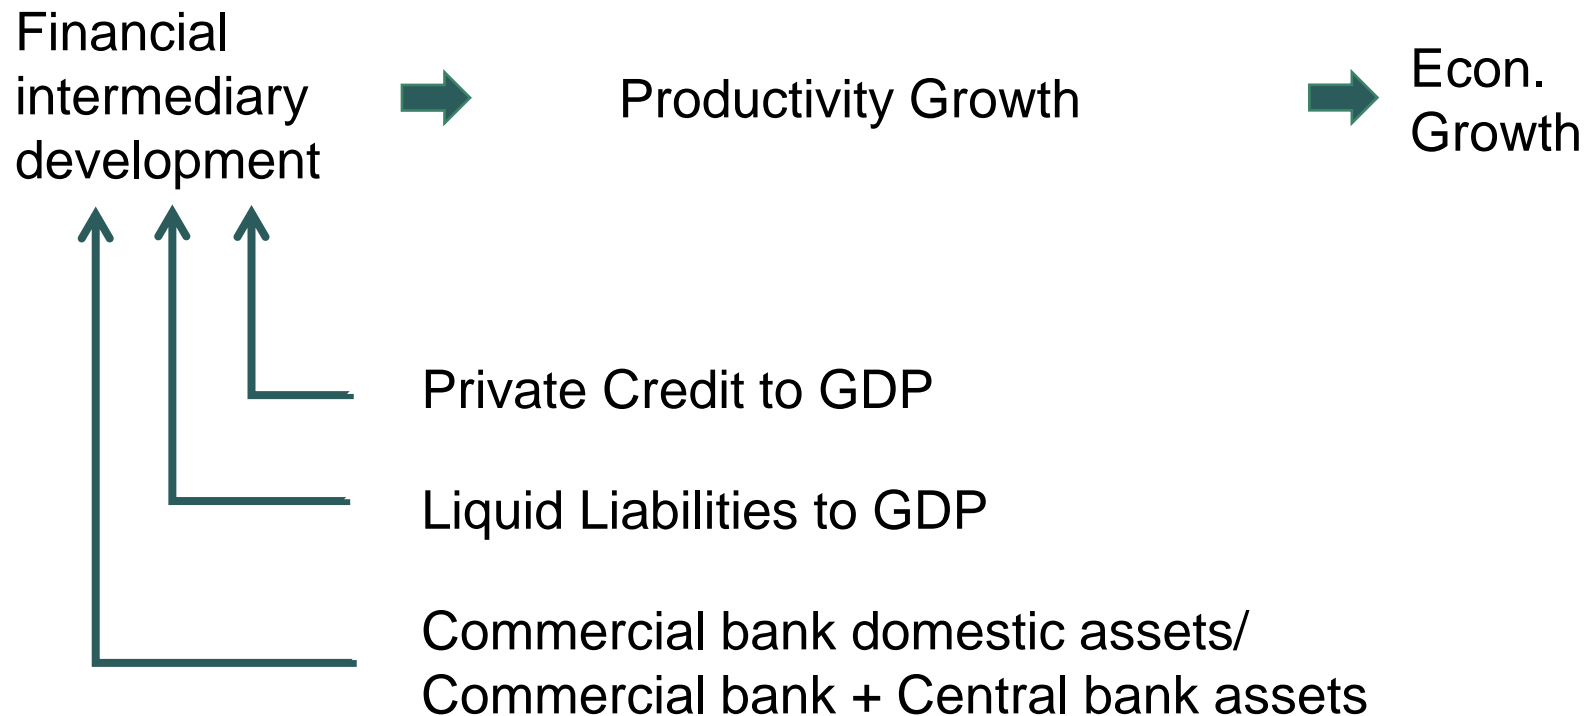 Financial
intermediary
development
Productivity Growth
Econ.
Growth
Private Credit to GDP
Liquid Liabilities to GDP
Commercial bank domestic assets/
Commercial bank + Central bank assets